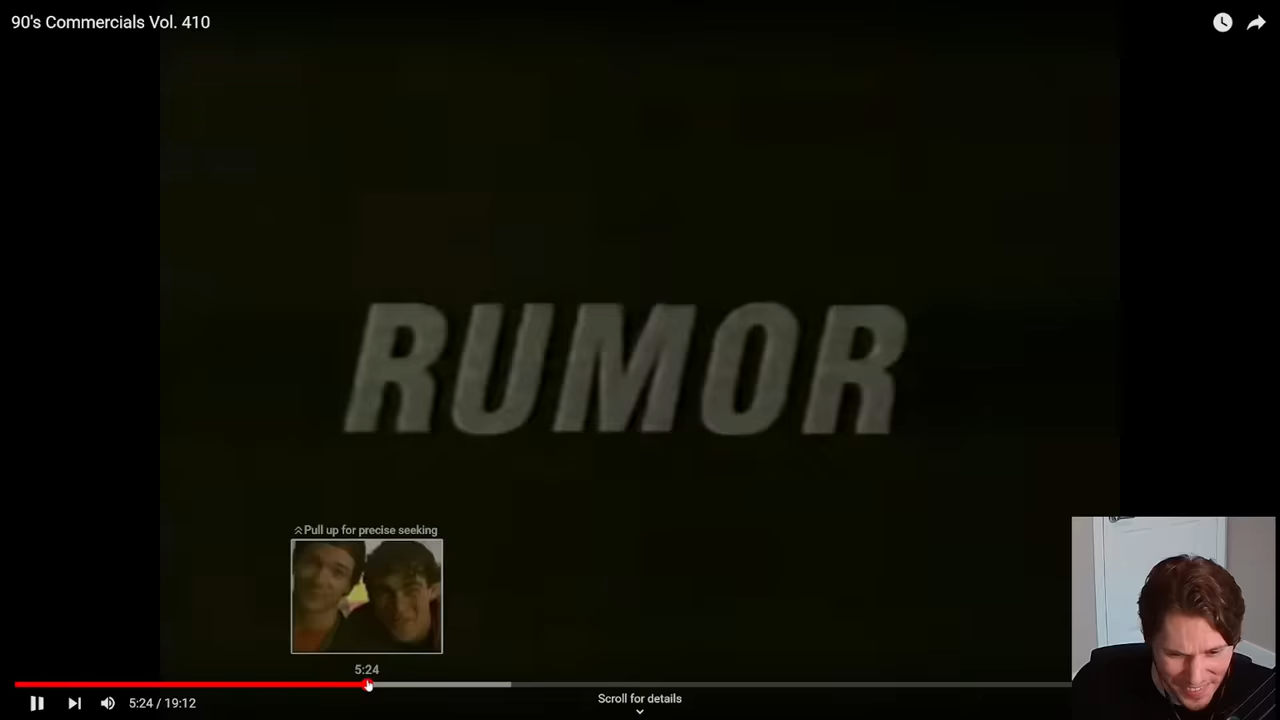 90's Commercials Vol. 410
RUMOR
Pull up for precise seeking
5:24
5:24 / 19:12
Scroll for details